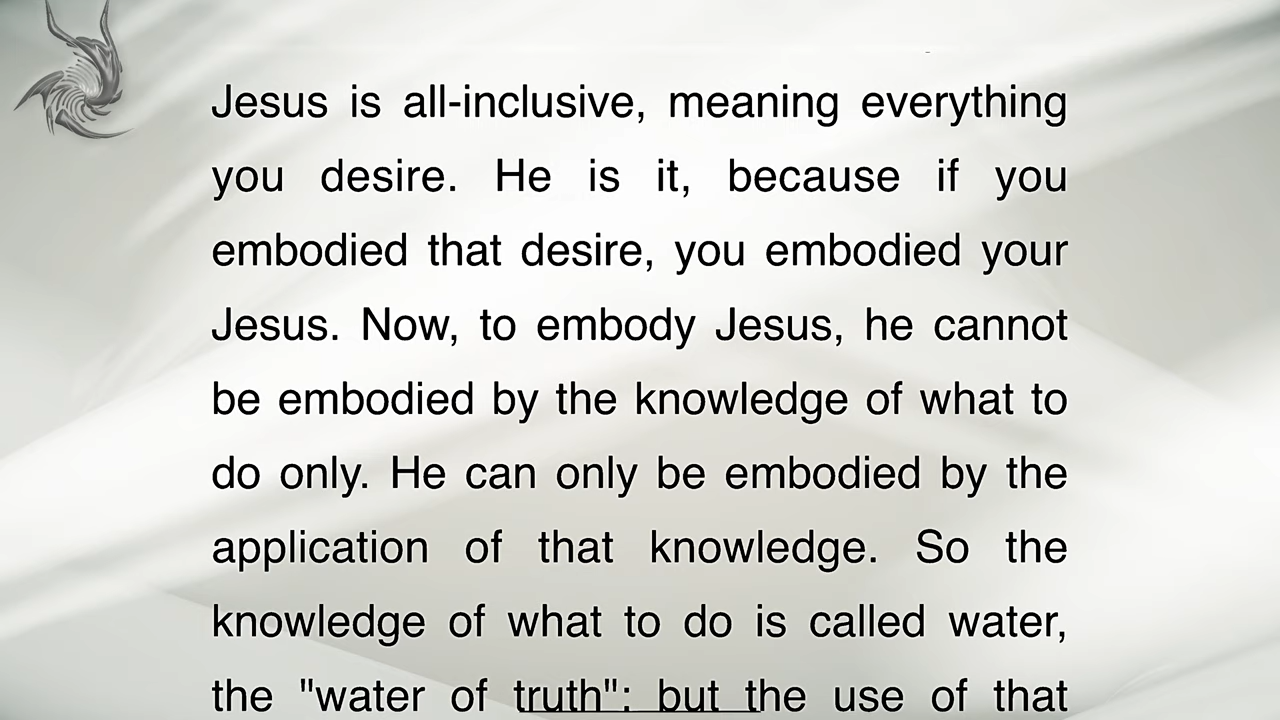 Jesus is all-inclusive, meaning everything
you desire. He is it, because if you
embodied that desire, you embodied your
Jesus. Now, to embody Jesus, he cannot
be embodied by the knowledge of what to
do only. He can only be embodied by the
application of that knowledge. So the
knowledge of what to do is called water,
the "water of truth"; but the use of that